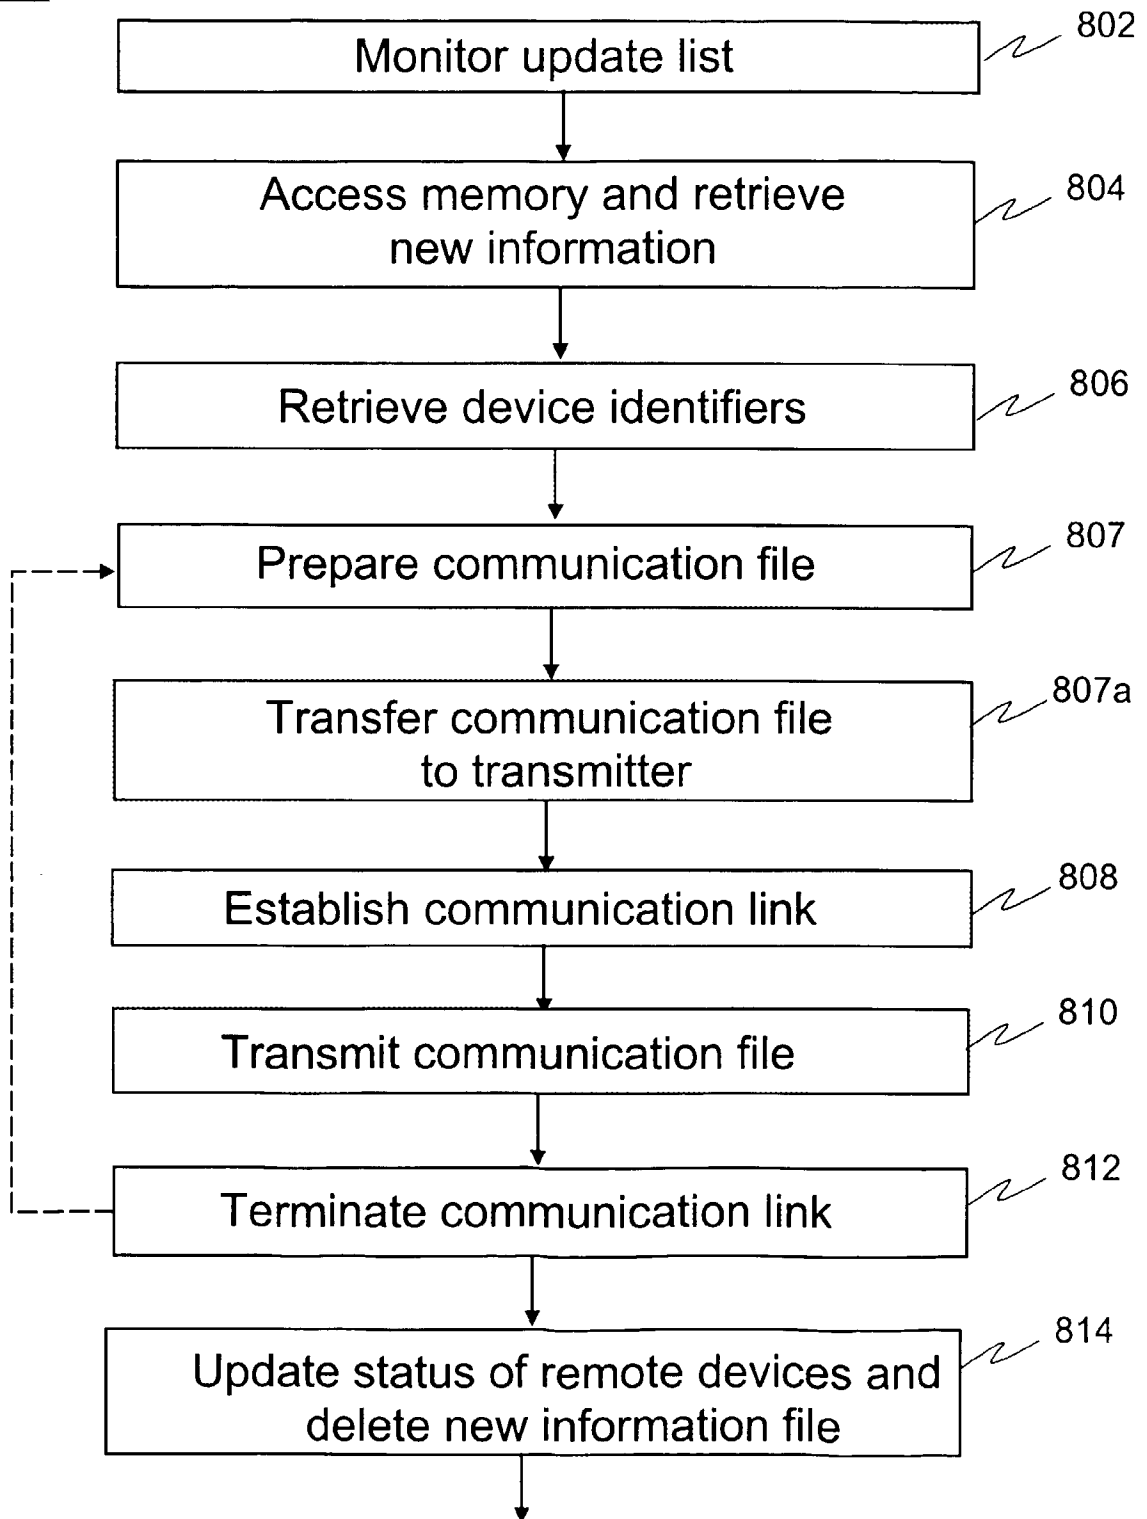 Monitor update list
802
Access memory and retrieve
new information
804
Retrieve device identifiers
806
Prepare communication file
807
Transfer communication file
to transmitter
807a
Establish communication link
808
Transmit communication file
810
Terminate communication link
812
Update status of remote devices and
delete new information file
814